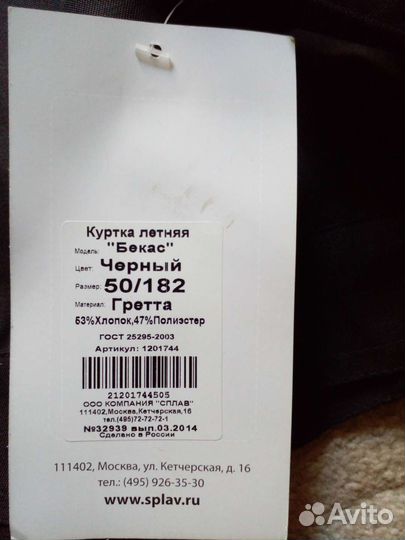 Куртка летняя
Модель: "Бекас"
Цвет: Черный
Размер: 50/182
Материал: Гретта
53%Хлопок,47%Полиэстер
ГОСТ 25295-2003
Артикул: 1201744
21201744505
ООО КОМПАНИЯ "СПЛАВ"
111402,Москва,Кетчерская,16
тел.(495)72-72-72-1
№32939 вып.03.2014
Сделано в России
111402, Москва, ул. Кетчерская, д. 16
тел.: (495) 926-35-30
www.splav.ru
Avito